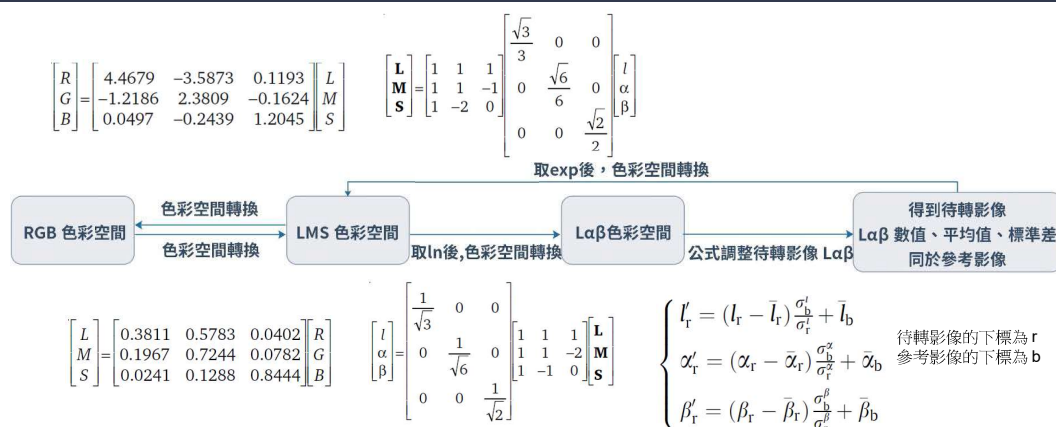 [R G B] = [4.4679 −3.5873 0.1193; −1.2186 2.3809 −0.1624; 0.0497 −0.2439 1.2045] [L M S]
[L M S] = [1 1 1; 1 1 −1; 1 −2 0] [√3/3 0 0; 0 √6/6 0; 0 0 √2/2] [l α β]
取exp後，色彩空間轉換
RGB 色彩空間
色彩空間轉換
色彩空間轉換
LMS 色彩空間
取ln後,色彩空間轉換
Lαβ色彩空間
公式調整待轉影像 Lαβ
得到待轉影像
Lαβ 數值、平均值、標準差
同於參考影像
[L M S] = [0.3811 0.5783 0.0402; 0.1967 0.7244 0.0782; 0.0241 0.1288 0.8444] [R G B]
[l α β] = [1/√3 0 0; 0 1/√6 0; 0 0 1/√2] [1 1 1; 1 1 −2; 1 −1 0] [L M S]
l′r = (lr − l̄r) σb^l/σr^l + l̄b
α′r = (αr − ᾱr) σb^α/σr^α + ᾱb
β′r = (βr − β̄r) σb^β/σ^β + β̄b
待轉影像的下標為 r
參考影像的下標為 b